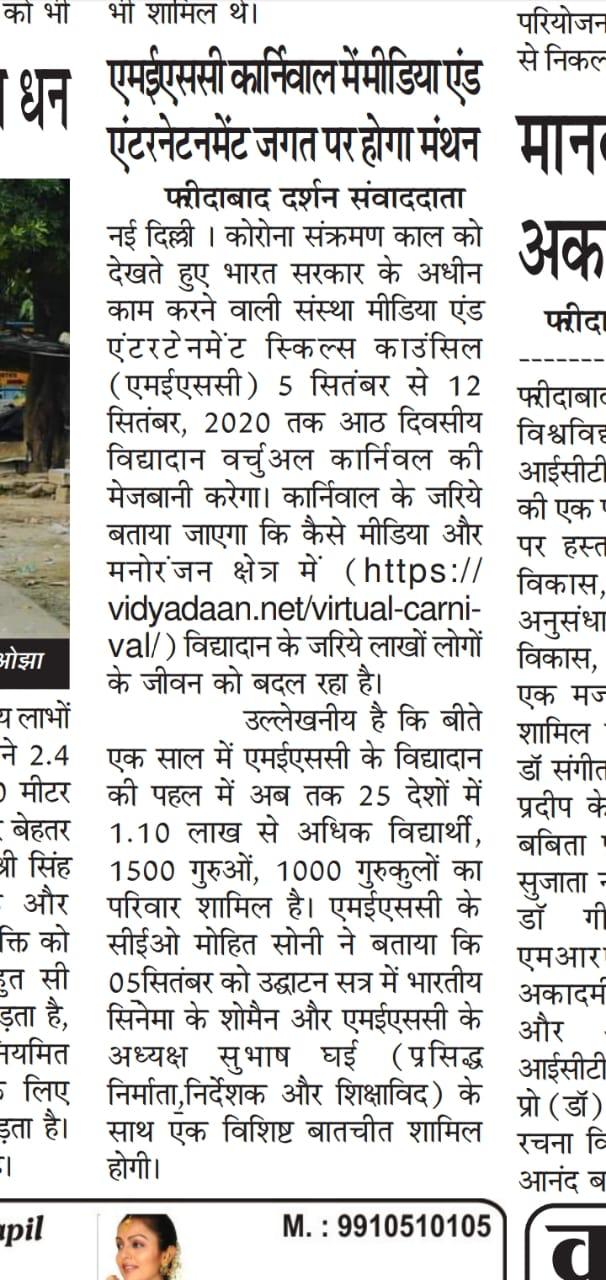 को भी
धन
ओझा
य लाभों
ने 2.4
0 मीटर
र बेहतर
श्री सिंह
और
क्ति को
हुत सी
ड़ता है,
नियमित
लिए
ड़ता है।
भी शामिल थे।
एमईएससी कार्निवाल में मीडिया एंड
एंटरनेटनमेंट जगत पर होगा मंथन
फरीदाबाद दर्शन संवाददाता
नई दिल्ली । कोरोना संक्रमण काल को
देखते हुए भारत सरकार के अधीन
काम करने वाली संस्था मीडिया एंड
एंटरटेनमेंट स्किल्स काउंसिल
(एमईएससी) 5 सितंबर से 12
सितंबर, 2020 तक आठ दिवसीय
विद्यादान वर्चुअल कार्निवल की
मेजबानी करेगा। कार्निवाल के जरिये
बताया जाएगा कि कैसे मीडिया और
मनोरंजन क्षेत्र में (https://
vidyadaan.net/virtual-carni-
val/) विद्यादान के जरिये लाखों लोगों
के जीवन को बदल रहा है।
उल्लेखनीय है कि बीते
एक साल में एमईएससी के विद्यादान
की पहल में अब तक 25 देशों में
1.10 लाख से अधिक विद्यार्थी,
1500 गुरुओं, 1000 गुरुकुलों का
परिवार शामिल है। एमईएससी के
सीईओ मोहित सोनी ने बताया कि
05सितंबर को उद्घाटन सत्र में भारतीय
सिनेमा के शोमैन और एमईएससी के
अध्यक्ष सुभाष घई (प्रसिद्ध
निर्माता,निर्देशक और शिक्षाविद) के
साथ एक विशिष्ट बातचीत शामिल
होगी।
परियोजन
से निकल
मान
अक
फरीदा
फरीदाबाद
विश्वविद्य
आईसीटी
की एक
पर हस्त
विकास,
अनुसंधा
विकास,
एक मज
शामिल
डॉ संगीत
प्रदीप के
बबिता
सुजाता
डॉ गी
एमआर
अकादमी
और
आईसीटी
प्रो (डॉ)
रचना वि
आनंद ब
apil
M. : 9910510105